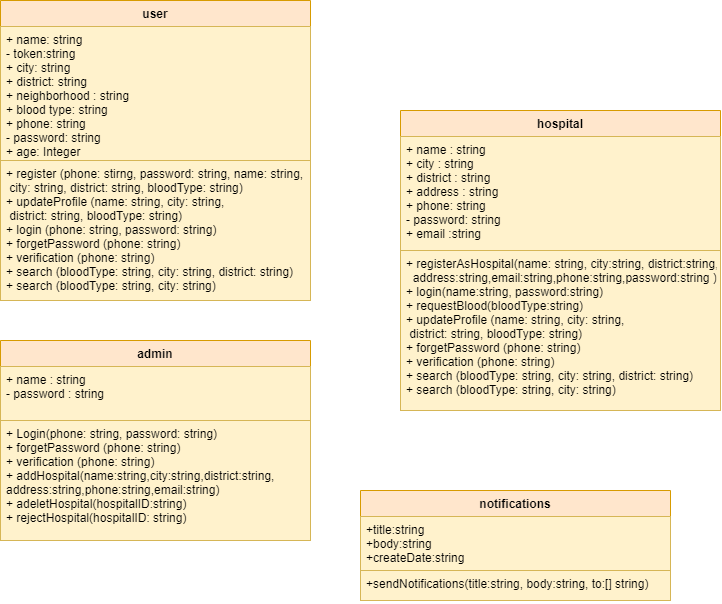 user
+ name: string
- token:string
+ city: string
+ district: string
+ neighborhood : string
+ blood type: string
+ phone: string
- password: string
+ age: Integer
+ register (phone: stirng, password: string, name: string,
city: string, district: string, bloodType: string)
+ updateProfile (name: string, city: string,
district: string, bloodType: string)
+ login (phone: string, password: string)
+ forgetPassword (phone: string)
+ verification (phone: string)
+ search (bloodType: string, city: string, district: string)
+ search (bloodType: string, city: string)
hospital
+ name : string
+ city : string
+ district : string
+ address : string
+ phone: string
- password: string
+ email :string
+ registerAsHospital(name: string, city:string, district:string,
address:string,email:string,phone:string,password:string )
+ login(name:string, password:string)
+ requestBlood(bloodType:string)
+ updateProfile (name: string, city: string,
district: string, bloodType: string)
+ forgetPassword (phone: string)
+ verification (phone: string)
+ search (bloodType: string, city: string, district: string)
+ search (bloodType: string, city: string)
admin
+ name : string
- password : string
+ Login(phone: string, password: string)
+ forgetPassword (phone: string)
+ verification (phone: string)
+ addHospital(name:string,city:string,district:string,
address:string,phone:string,email:string)
+ adeletHospital(hospitalID:string)
+ rejectHospital(hospitalID: string)
notifications
+title:string
+body:string
+createDate:string
+sendNotifications(title:string, body:string, to:[] string)